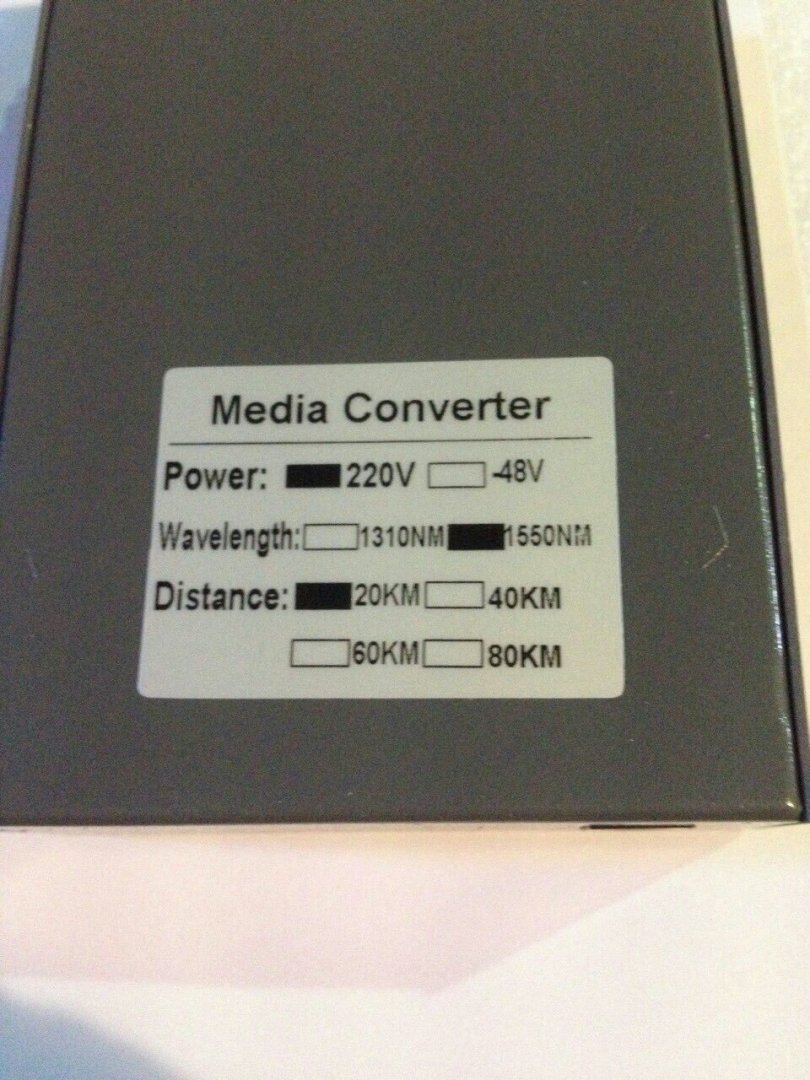 Media Converter
Power: 220V -48V
Wavelength: 1310NM 1550NM
Distance: 20KM 40KM
60KM 80KM